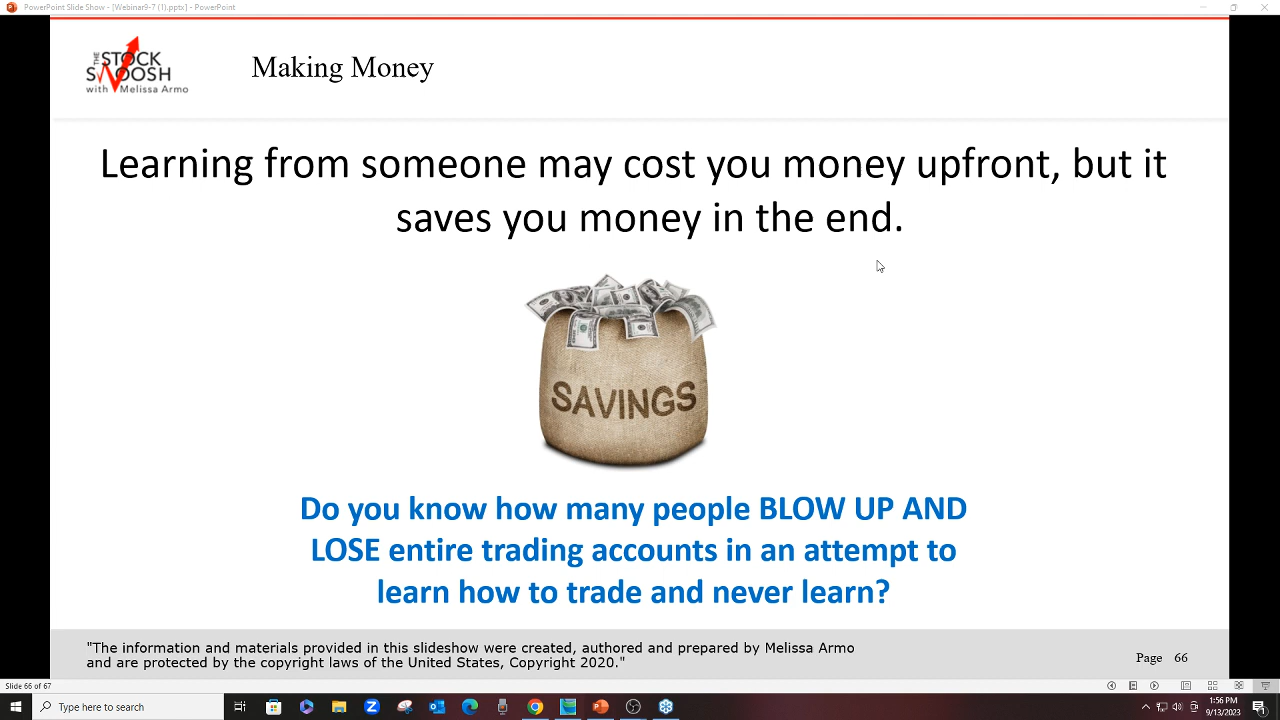 PowerPoint Slide Show - [Webinar9-7 (1).pptx] - PowerPoint
THE STOCK
SWOOSH
with Melissa Armo
Making Money
Learning from someone may cost you money upfront, but it
saves you money in the end.
SAVINGS
Do you know how many people BLOW UP AND
LOSE entire trading accounts in an attempt to
learn how to trade and never learn?
"The information and materials provided in this slideshow were created, authored and prepared by Melissa Armo
and are protected by the copyright laws of the United States, Copyright 2020."
Page 66
Slide 66 of 67
Type here to search
1:56 PM
9/13/2023